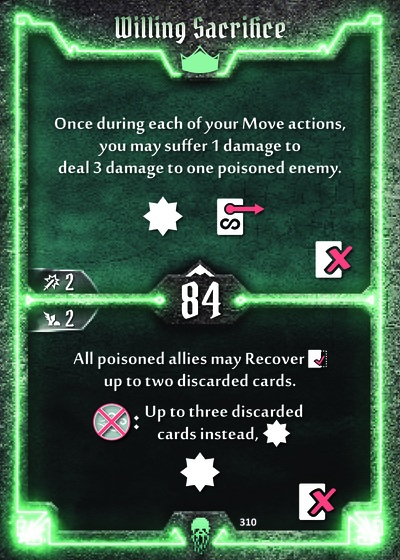 Willing Sacrifice
Once during each of your Move actions,
you may suffer 1 damage to
deal 3 damage to one poisoned enemy.
2
84
2
All poisoned allies may Recover
up to two discarded cards.
: Up to three discarded
cards instead,
310